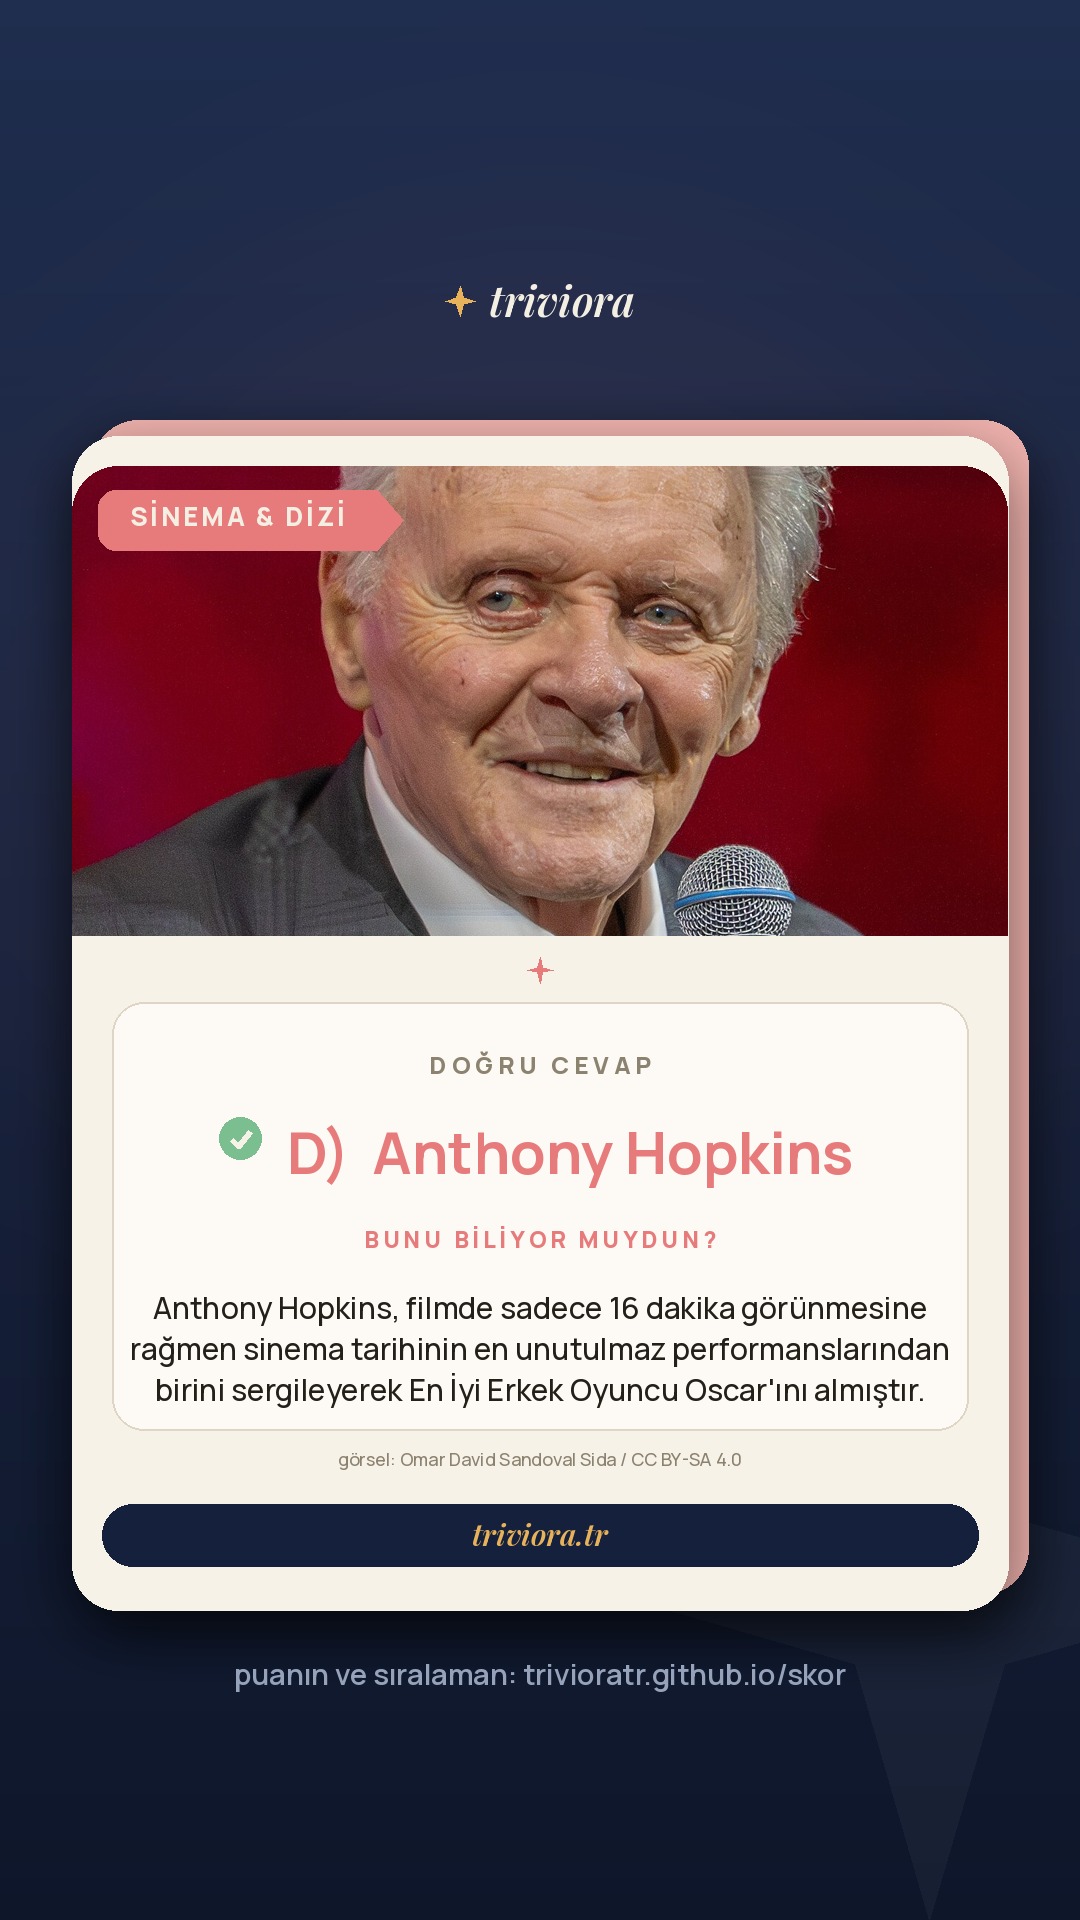 triviora
SİNEMA & DİZİ
DOĞRU CEVAP
D) Anthony Hopkins
BUNU BİLİYOR MUYDUN?
Anthony Hopkins, filmde sadece 16 dakika görünmesine
rağmen sinema tarihinin en unutulmaz performanslarından
birini sergileyerek En İyi Erkek Oyuncu Oscar'ını almıştır.
görsel: Omar David Sandoval Sida / CC BY-SA 4.0
triviora.tr
puanın ve sıralaman: trivioratr.github.io/skor